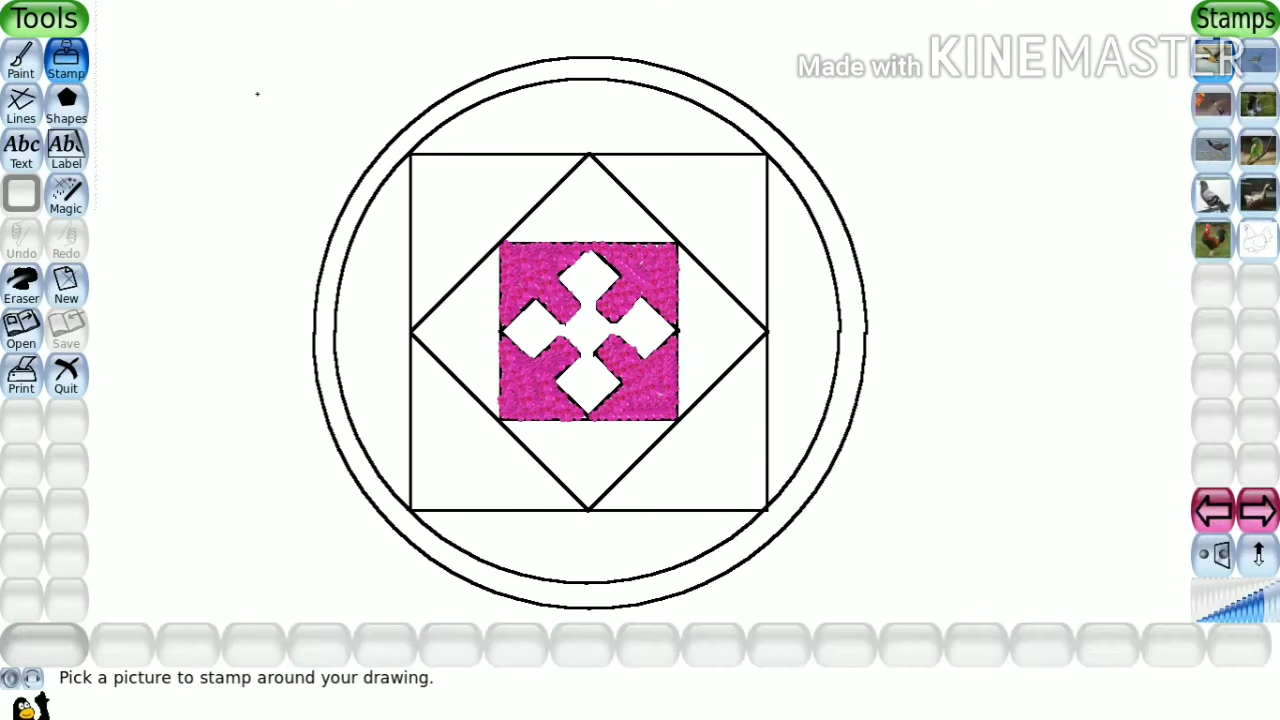 Tools
Stamps
Made with KINEMASTER
Paint
Stamp
Lines
Shapes
Abc
Text
Abc
Label
Magic
Undo
Redo
Eraser
New
Open
Save
Print
Quit
Pick a picture to stamp around your drawing.